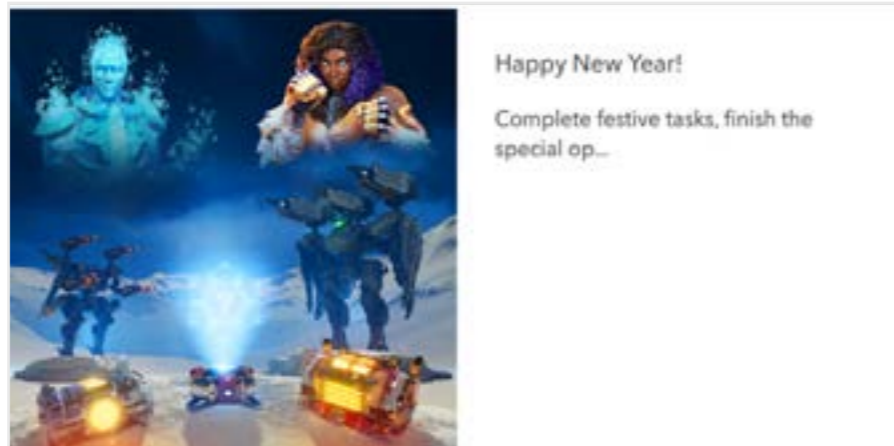 Happy New Year!
Complete festive tasks, finish the
special op...